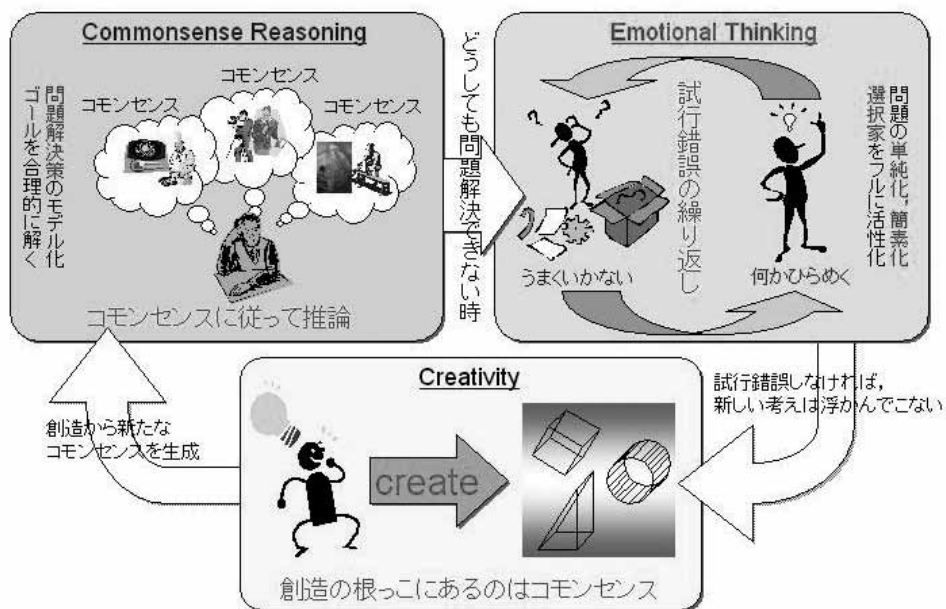 Commonsense Reasoning
問題解決策のモデル化
ゴールを合理的に解く
コモンセンス
コモンセンス
コモンセンス
コモンセンスに従って推論
どうしても問題解決できない時
Emotional Thinking
試行錯誤の繰り返し
うまくいかない
何かひらめく
問題の単純化，簡素化
選択家をフルに活性化
試行錯誤しなければ，
新しい考えは浮かんでこない
Creativity
create
創造の根っこにあるのはコモンセンス
創造から新たな
コモンセンスを生成